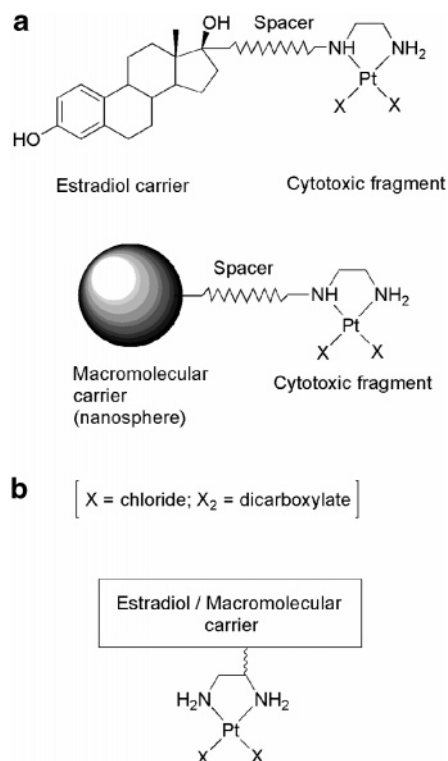 a
OH
Spacer
NH
NH₂
Pt
X
X
HO
Estradiol carrier
Cytotoxic fragment
Spacer
NH
NH₂
Pt
X
X
Macromolecular
carrier
(nanosphere)
Cytotoxic fragment
b
[ X = chloride; X₂ = dicarboxylate ]
Estradiol / Macromolecular
carrier
H₂N
NH₂
Pt
X
X